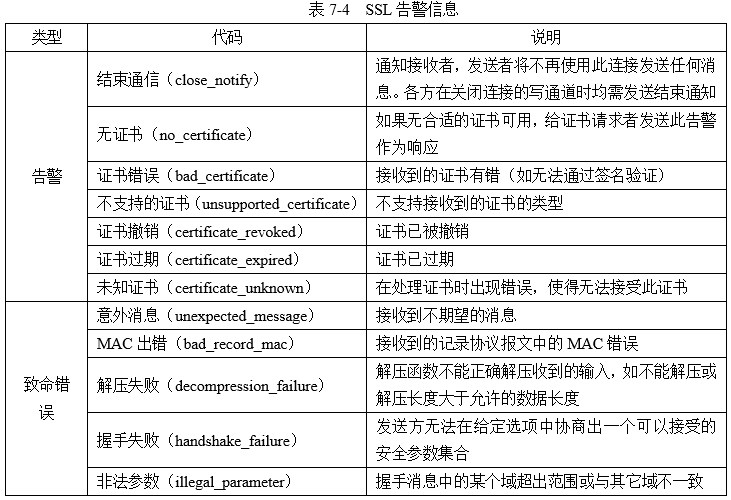 表 7-4 SSL 告警信息
类型 代码 说明
告警
结束通信（close_notify）
通知接收者，发送者将不再使用此连接发送任何消
息。各方在关闭连接的写通道时均需发送结束通知
无证书（no_certificate）
如果无合适的证书可用，给证书请求者发送此告警
作为响应
证书错误（bad_certificate） 接收到的证书有错（如无法通过签名验证）
不支持的证书（unsupported_certificate） 不支持接收到的证书的类型
证书撤销（certificate_revoked） 证书已被撤销
证书过期（certificate_expired） 证书已过期
未知证书（certificate_unknown） 在处理证书时出现错误，使得无法接受此证书
致命错
误
意外消息（unexpected_message） 接收到不期望的消息
MAC 出错（bad_record_mac） 接收到的记录协议报文中的 MAC 错误
解压失败（decompression_failure）
解压函数不能正确解压收到的输入，如不能解压或
解压长度大于允许的数据长度
握手失败（handshake_failure）
发送方无法在给定选项中协商出一个可以接受的
安全参数集合
非法参数（illegal_parameter） 握手消息中的某个域超出范围或与其它域不一致